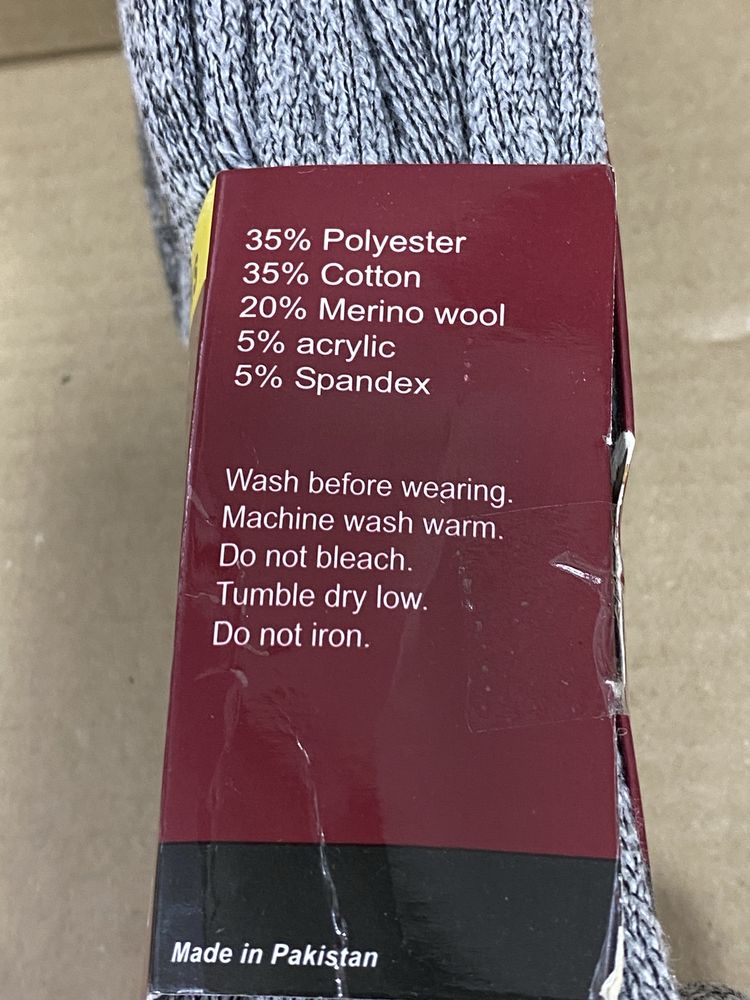 35% Polyester
35% Cotton
20% Merino wool
5% acrylic
5% Spandex
Wash before wearing.
Machine wash warm.
Do not bleach.
Tumble dry low.
Do not iron.
Made in Pakistan